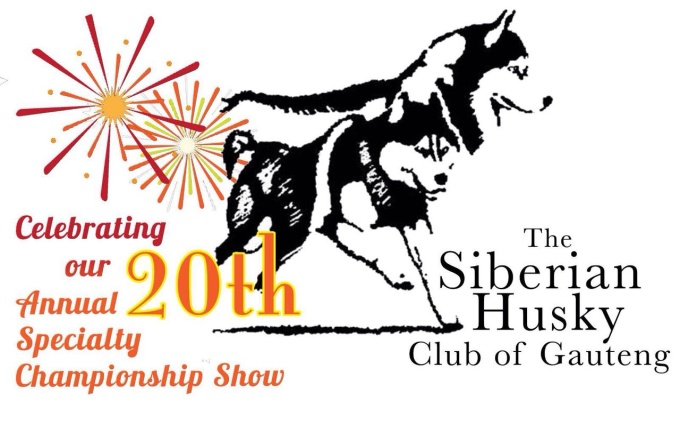 Celebrating
our 20th
Annual
Specialty
Championship Show
The
Siberian
Husky
Club of Gauteng